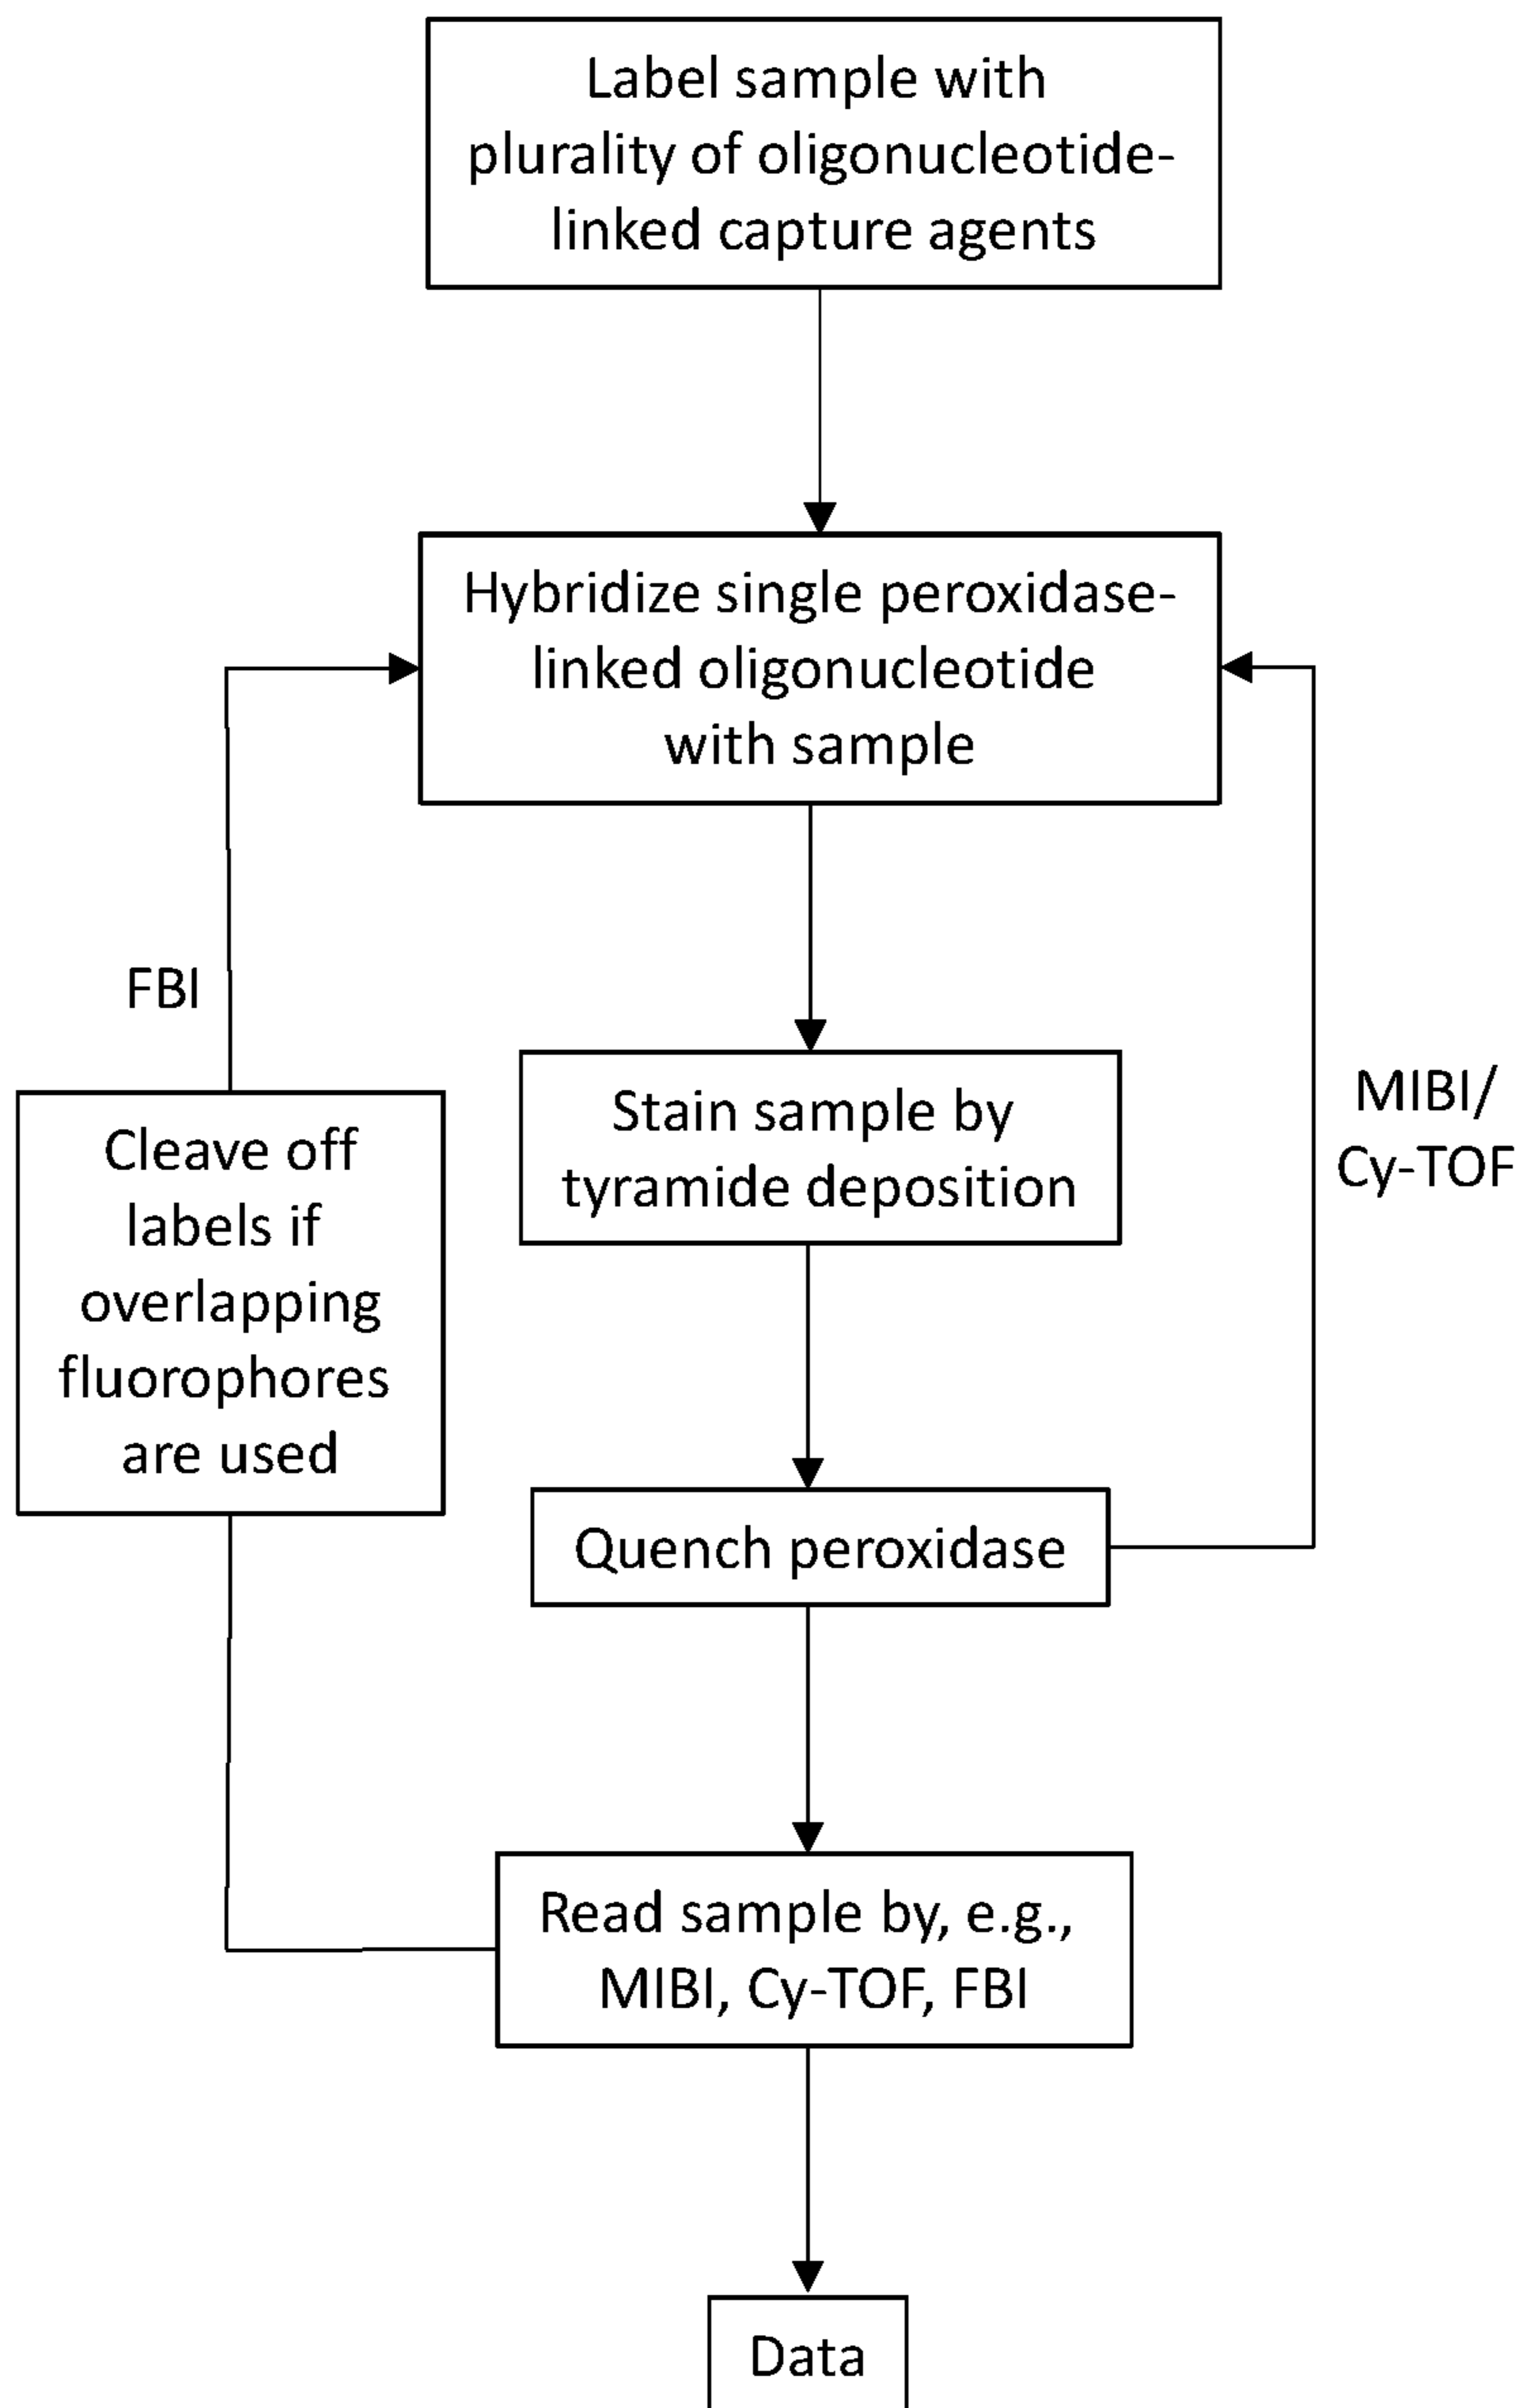 Label sample with
plurality of oligonucleotide-
linked capture agents
Hybridize single peroxidase-
linked oligonucleotide
with sample
FBI
MIBI/
Cy-TOF
Stain sample by
tyramide deposition
Cleave off
labels if
overlapping
fluorophores
are used
Quench peroxidase
Read sample by, e.g.,
MIBI, Cy-TOF, FBI
Data